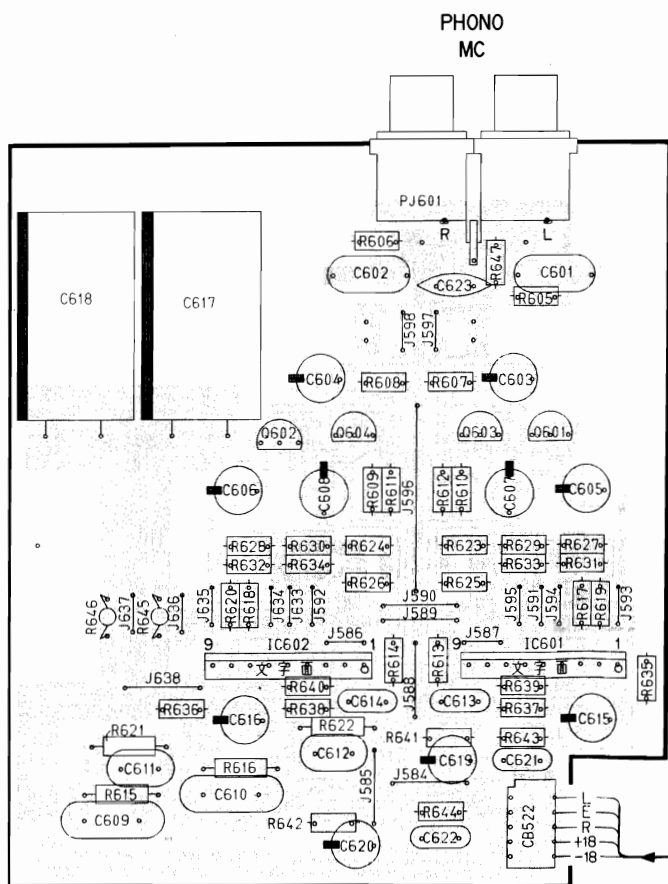 PHONO
MC
PJ601
R L
R606 R647
C602 C623 C601
R605
C618 C617
J598 J597
C604 R608 R607 C603
Q602 Q604 Q603 Q601
C606 C608 R609 R611 J596 R612 R610 C607 C605
R628 R630 R624 R623 R629 R627
R632 R634 R633 R631
R626 R625
R646 J637 R645 J636 J635 R620 R618 J634 J633 J592 J590 J595 J591 J594 R617 R619 J593
J589
9 IC602 J586 1 R614 R613 9 J587 IC601 1
文字面 文字面 R635
J638 R640 J588 R639
R636 R638 C614 C613 R637
C616 R622 C615
R621 R641 R643
C611 R616 C612 J585 C619 C621
R615 C610 J584
C609 R642 R644 CB522 L
E
R
C620 C622 +18
-18